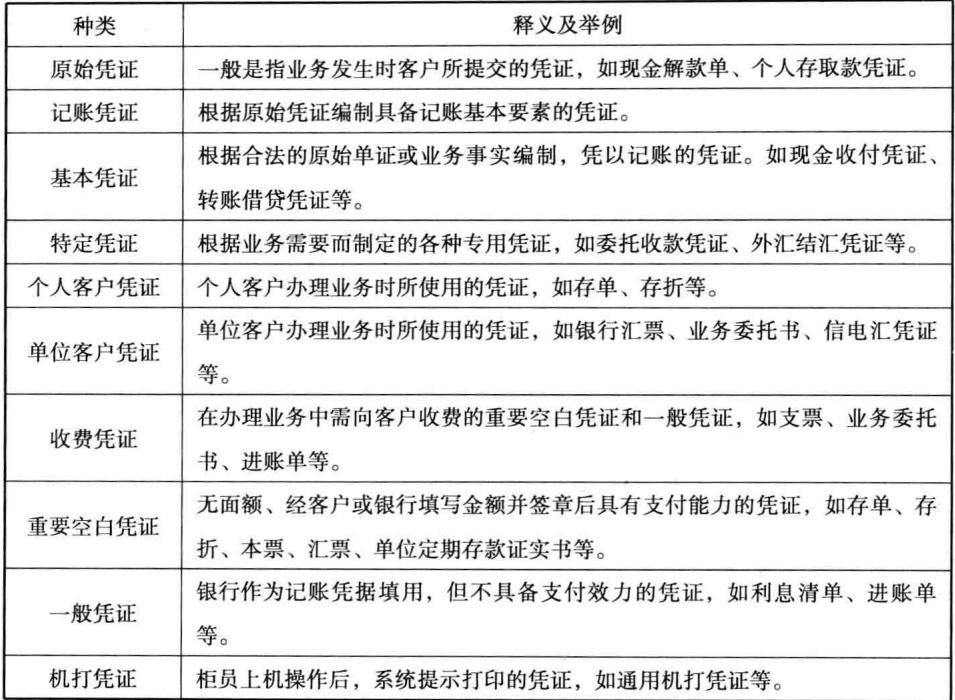 种类 释义及举例
原始凭证 一般是指业务发生时客户所提交的凭证，如现金解款单、个人存取款凭证。
记账凭证 根据原始凭证编制具备记账基本要素的凭证。
基本凭证 根据合法的原始单证或业务事实编制，凭以记账的凭证。如现金收付凭证、
转账借贷凭证等。
特定凭证 根据业务需要而制定的各种专用凭证，如委托收款凭证、外汇结汇凭证等。
个人客户凭证 个人客户办理业务时所使用的凭证，如存单、存折等。
单位客户凭证 单位客户办理业务时所使用的凭证，如银行汇票、业务委托书、信电汇凭证
等。
收费凭证 在办理业务中需向客户收费的重要空白凭证和一般凭证，如支票、业务委托
书、进账单等。
重要空白凭证 无面额、经客户或银行填写金额并签章后具有支付能力的凭证，如存单、存
折、本票、汇票、单位定期存款证实书等。
一般凭证 银行作为记账凭据填用，但不具备支付效力的凭证，如利息清单、进账单
等。
机打凭证 柜员上机操作后，系统提示打印的凭证，如通用机打凭证等。